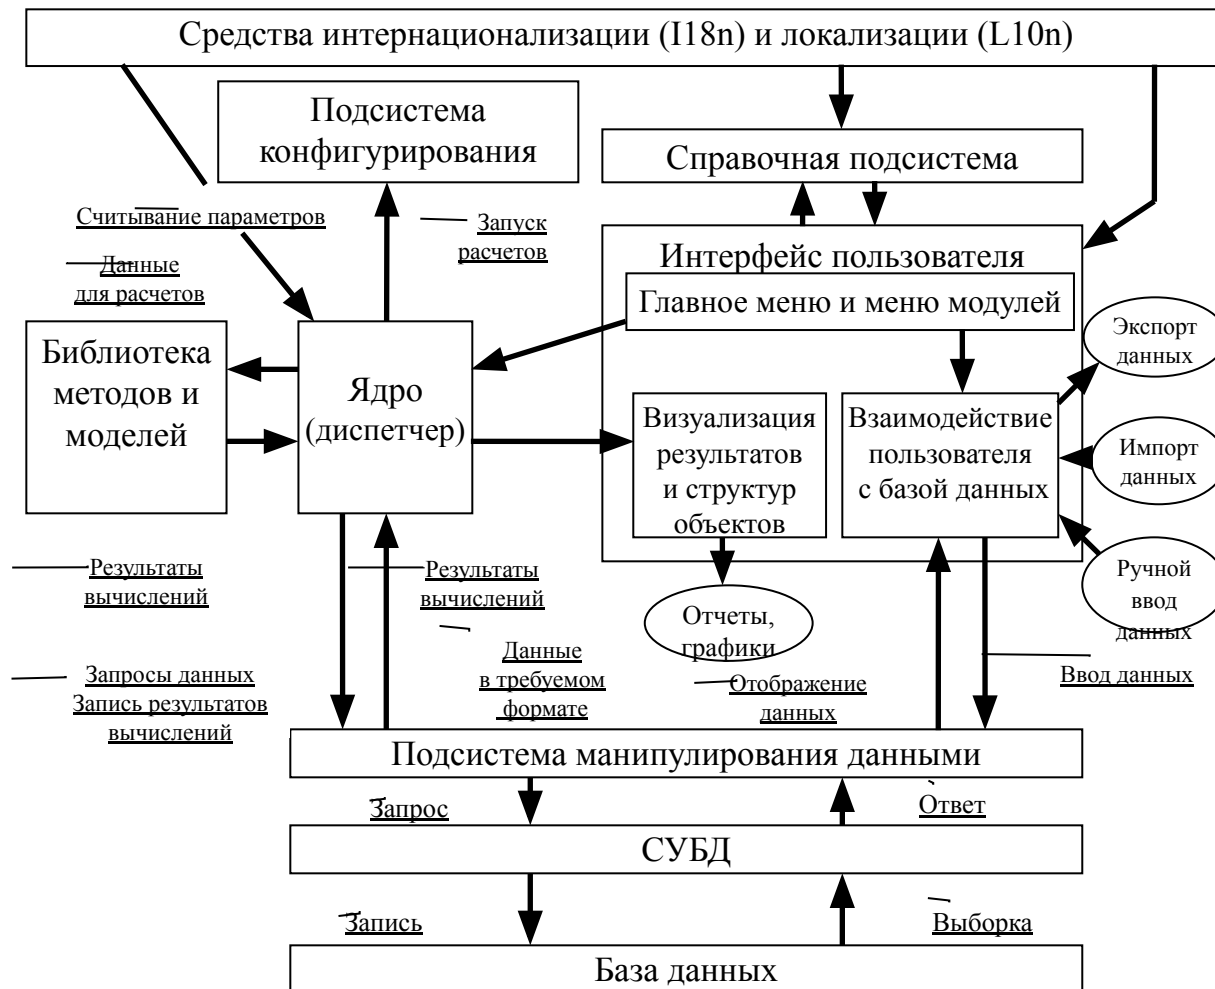 Средства интернационализации (I18n) и локализации (L10n)
Подсистема
конфигурирования
Справочная подсистема
Считывание параметров
Запуск
расчетов
Данные
для расчетов
Интерфейс пользователя
Главное меню и меню модулей
Экспорт
данных
Библиотека
методов и
моделей
Ядро
(диспетчер)
Визуализация
результатов
и структур
объектов
Взаимодействие
пользователя
с базой данных
Импорт
данных
Ручной
ввод
данных
Результаты
вычислений
Результаты
вычислений
Отчеты,
графики
Запросы данных
Запись результатов
вычислений
Данные
в требуемом
формате
Отображение
данных
Ввод данных
Подсистема манипулирования данными
Запрос
Ответ
СУБД
Запись
Выборка
База данных